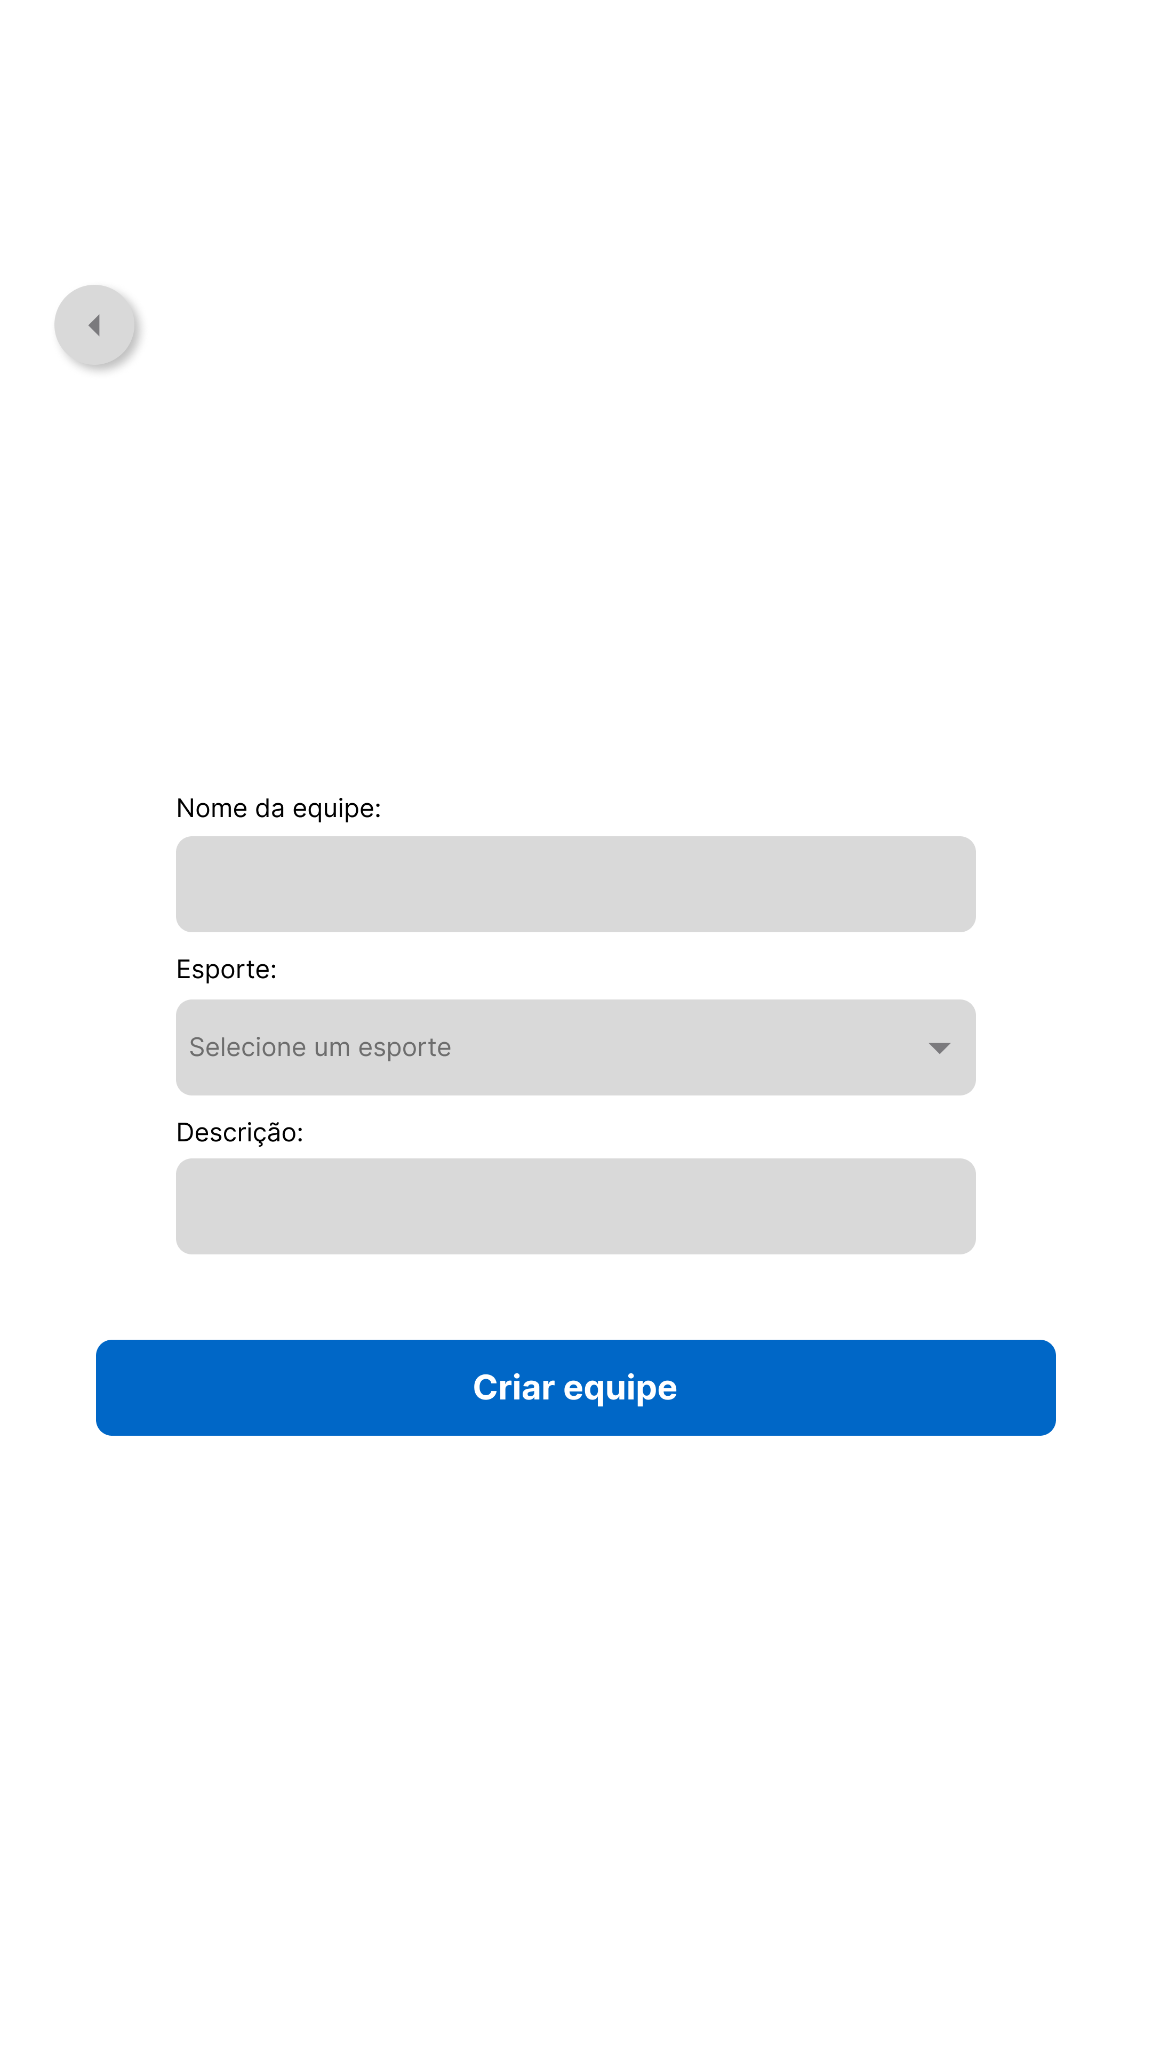 Nome da equipe:
Esporte:
Selecione um esporte
Descrição:
Criar equipe